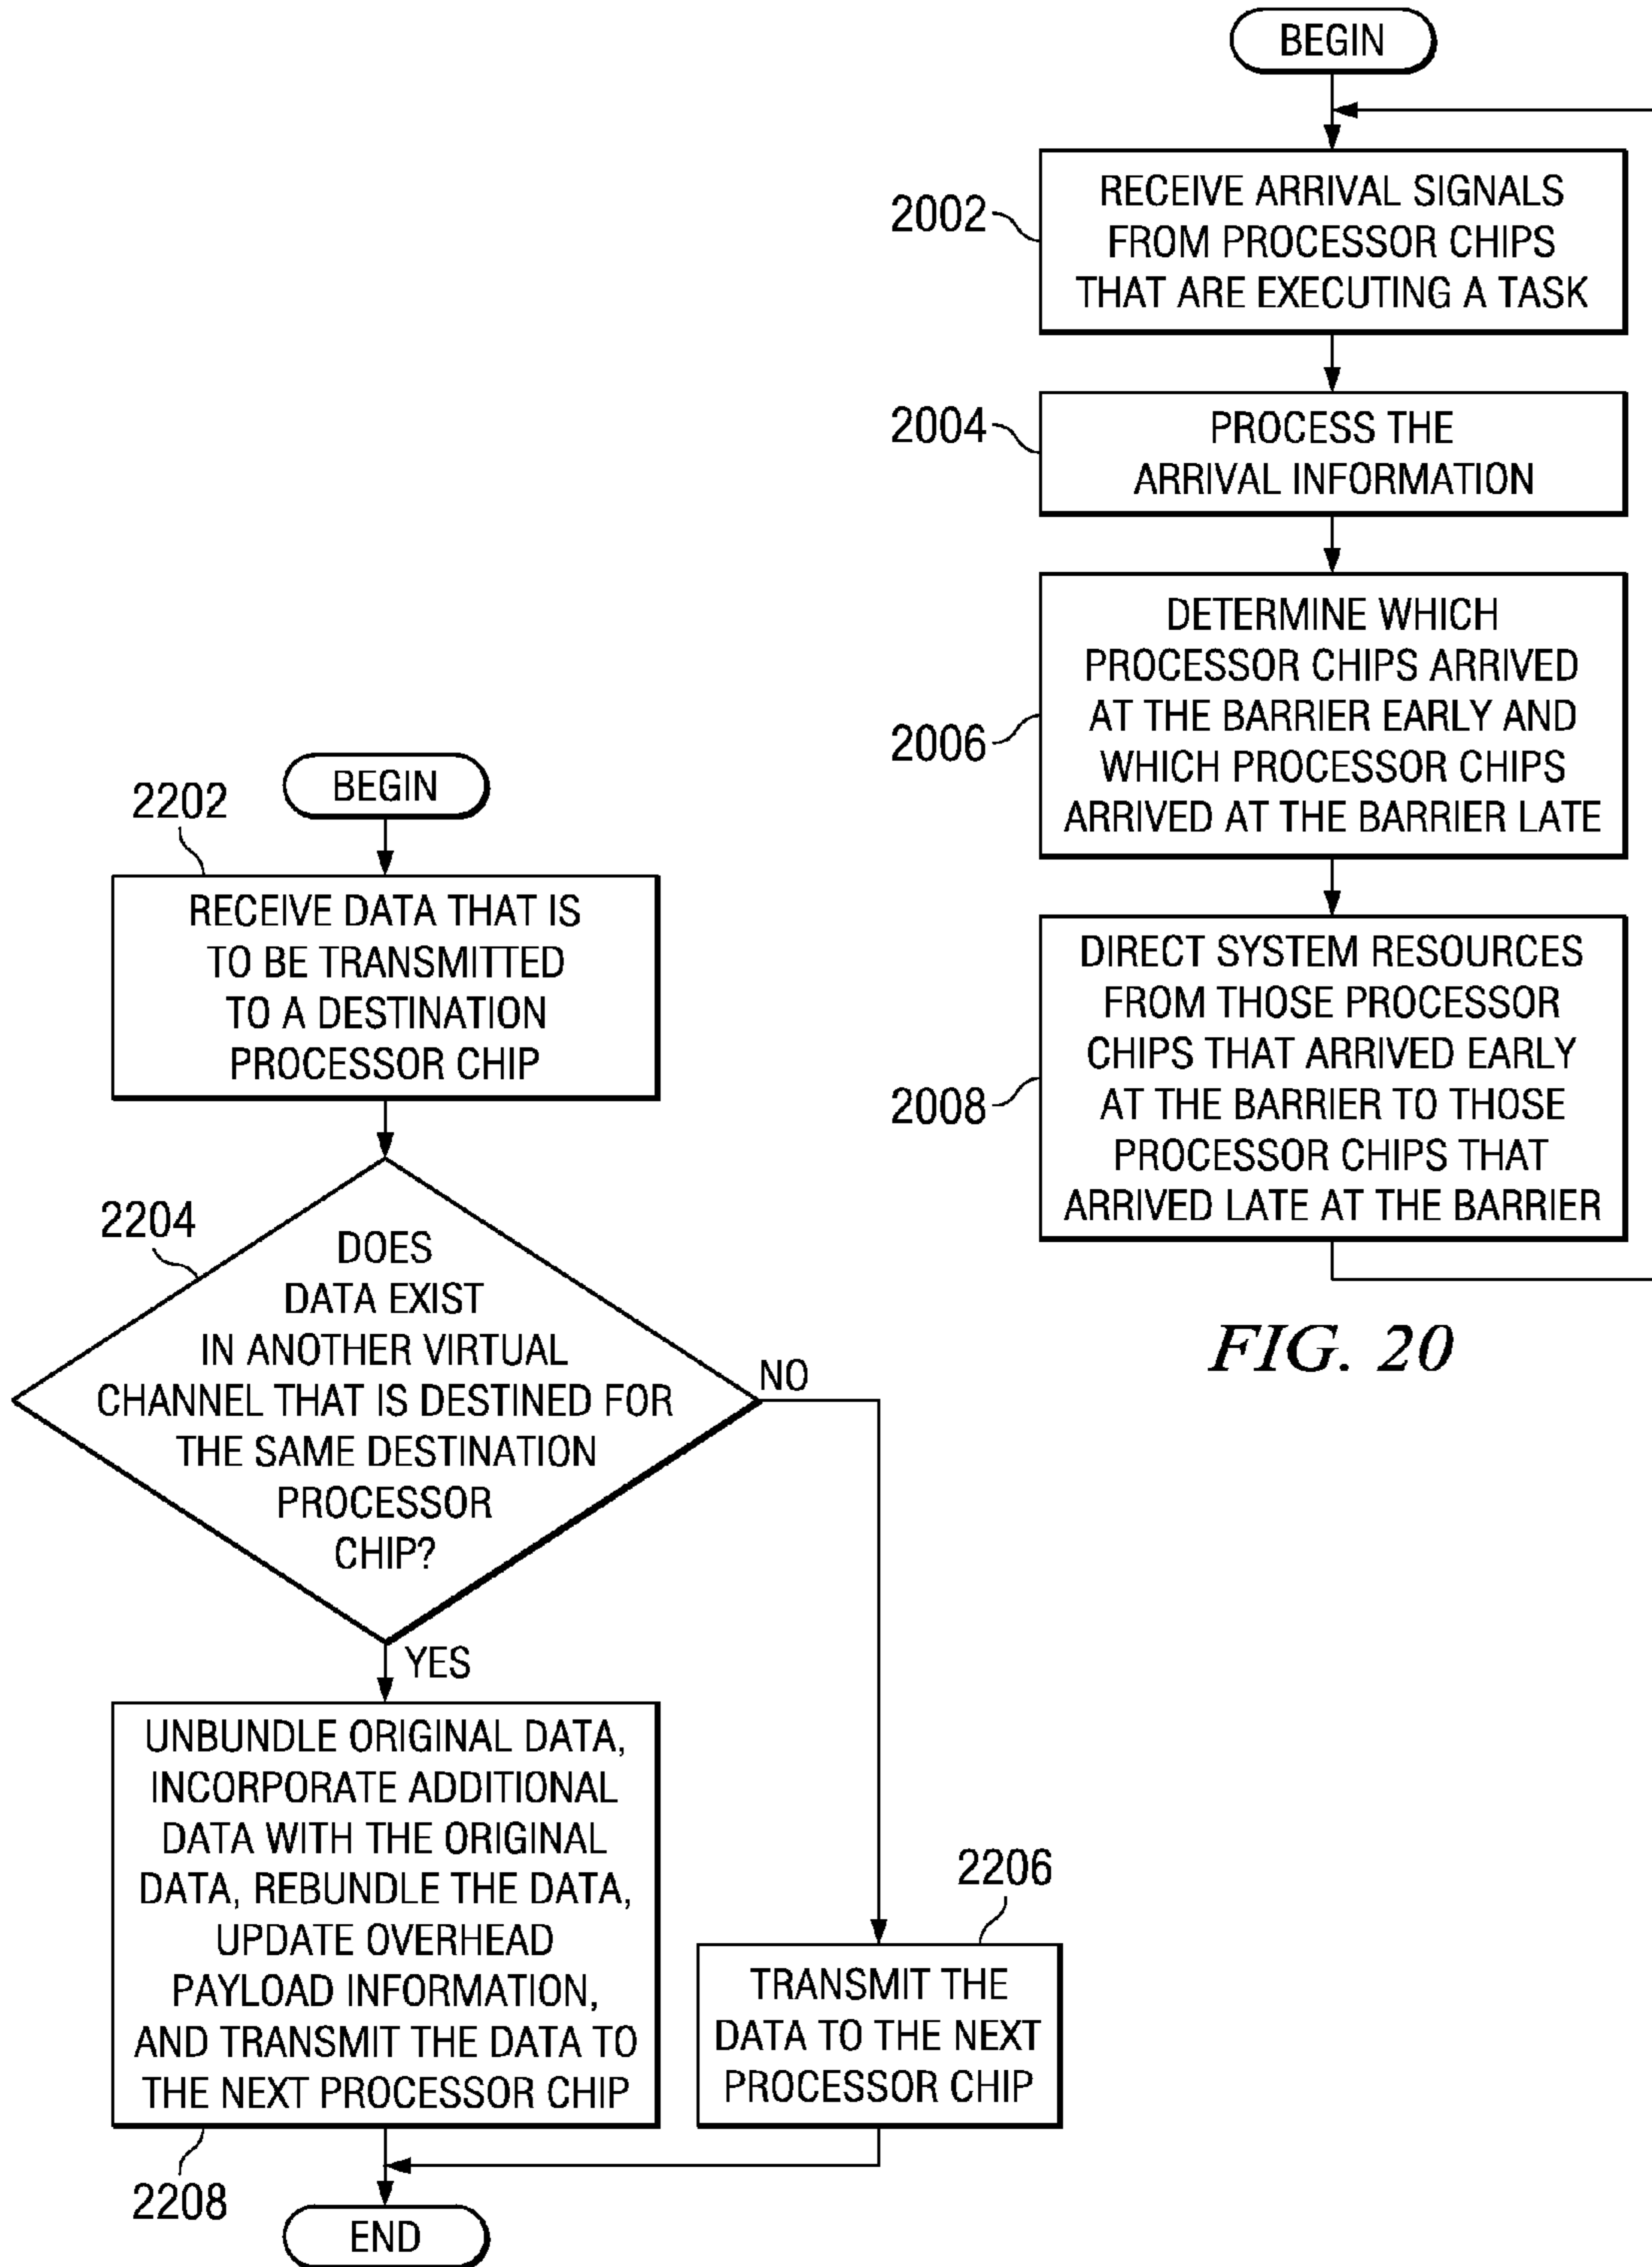 BEGIN
2002
RECEIVE ARRIVAL SIGNALS
FROM PROCESSOR CHIPS
THAT ARE EXECUTING A TASK
2004
PROCESS THE
ARRIVAL INFORMATION
2006
DETERMINE WHICH
PROCESSOR CHIPS ARRIVED
AT THE BARRIER EARLY AND
WHICH PROCESSOR CHIPS
ARRIVED AT THE BARRIER LATE
2008
DIRECT SYSTEM RESOURCES
FROM THOSE PROCESSOR
CHIPS THAT ARRIVED EARLY
AT THE BARRIER TO THOSE
PROCESSOR CHIPS THAT
ARRIVED LATE AT THE BARRIER
FIG. 20
BEGIN
2202
RECEIVE DATA THAT IS
TO BE TRANSMITTED
TO A DESTINATION
PROCESSOR CHIP
2204
DOES
DATA EXIST
IN ANOTHER VIRTUAL
CHANNEL THAT IS DESTINED FOR
THE SAME DESTINATION
PROCESSOR
CHIP?
NO
YES
UNBUNDLE ORIGINAL DATA,
INCORPORATE ADDITIONAL
DATA WITH THE ORIGINAL
DATA, REBUNDLE THE DATA,
UPDATE OVERHEAD
PAYLOAD INFORMATION,
AND TRANSMIT THE DATA TO
THE NEXT PROCESSOR CHIP
2208
2206
TRANSMIT THE
DATA TO THE NEXT
PROCESSOR CHIP
END